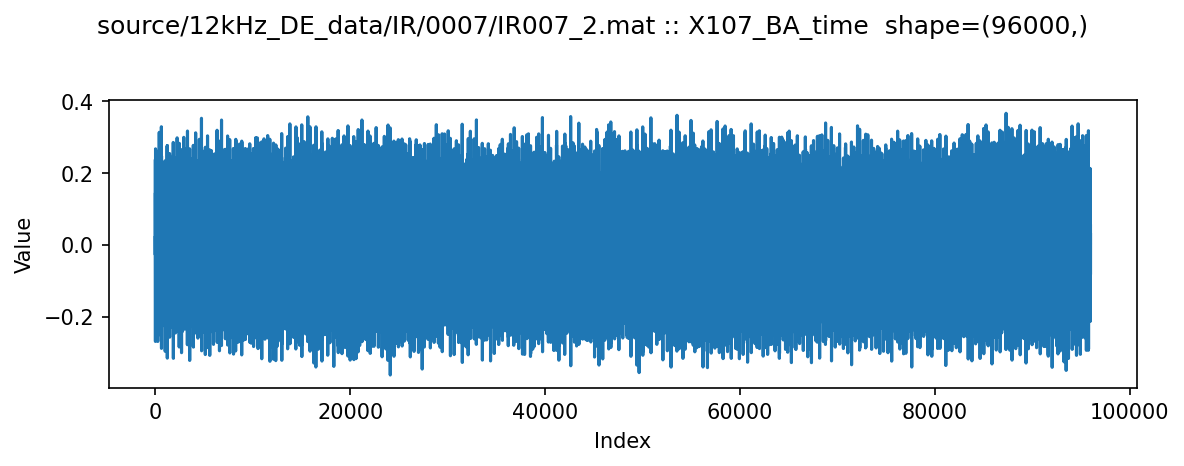 source/12kHz_DE_data/IR/0007/IR007_2.mat :: X107_BA_time  shape=(96000,)
0.4
0.2
0.0
−0.2
Value
0 20000 40000 60000 80000 100000
Index